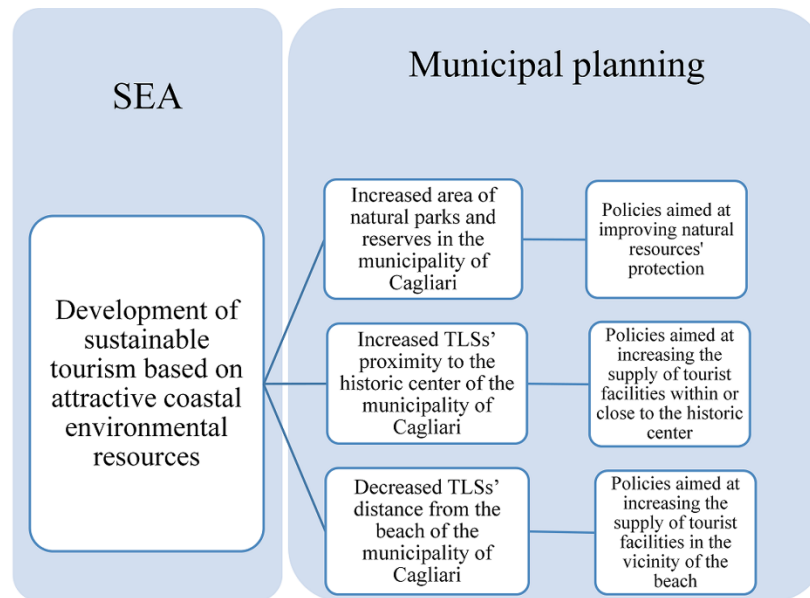 SEA
Municipal planning
Development of
sustainable
tourism based on
attractive coastal
environmental
resources
Increased area of
natural parks and
reserves in the
municipality of
Cagliari
Policies aimed at
improving natural
resources'
protection
Increased TLSs’
proximity to the
historic center of the
municipality of
Cagliari
Policies aimed at
increasing the
supply of tourist
facilities within or
close to the historic
center
Decreased TLSs’
distance from the
beach of the
municipality of
Cagliari
Policies aimed at
increasing the
supply of tourist
facilities in the
vicinity of the
beach